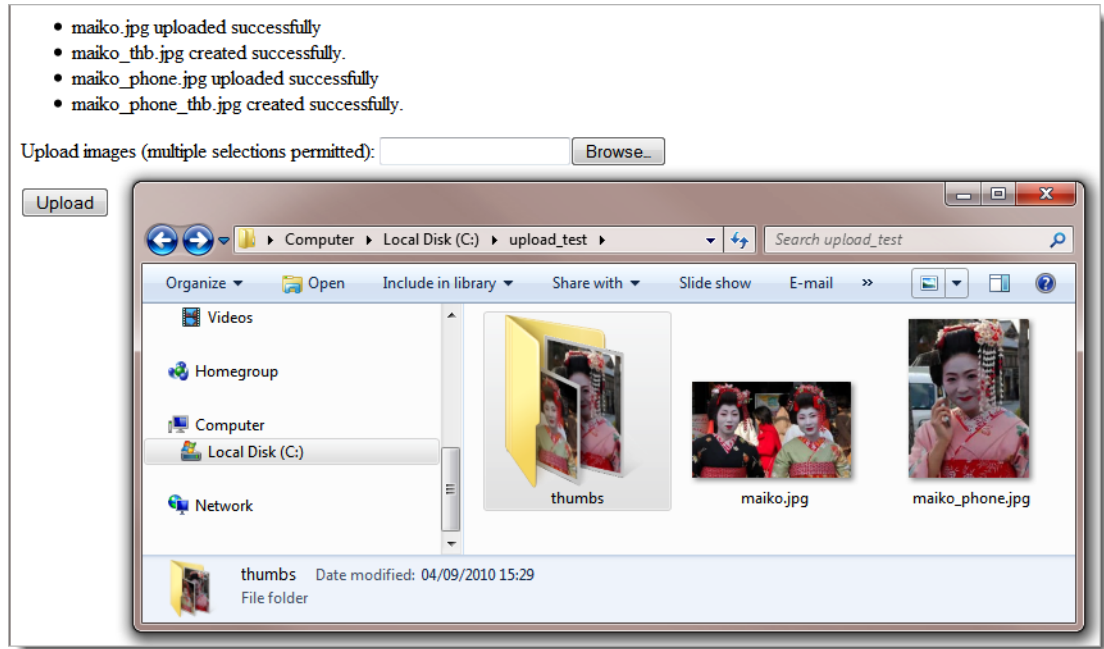 • maiko.jpg uploaded successfully
• maiko_thb.jpg created successfully.
• maiko_phone.jpg uploaded successfully
• maiko_phone_thb.jpg created successfully.
Upload images (multiple selections permitted): Browse...
Upload
Computer Local Disk (C:) upload_test Search upload_test
Organize Open Include in library Share with Slide show E-mail »
Videos
Homegroup
Computer
Local Disk (C:)
Network
thumbs maiko.jpg maiko_phone.jpg
thumbs Date modified: 04/09/2010 15:29
File folder